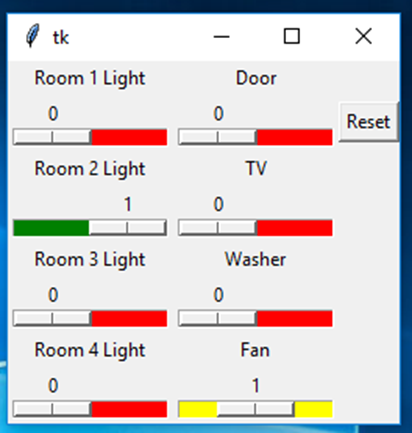 tk
Room 1 Light Door
0 0
Reset
Room 2 Light TV
1 0
Room 3 Light Washer
0 0
Room 4 Light Fan
0 1